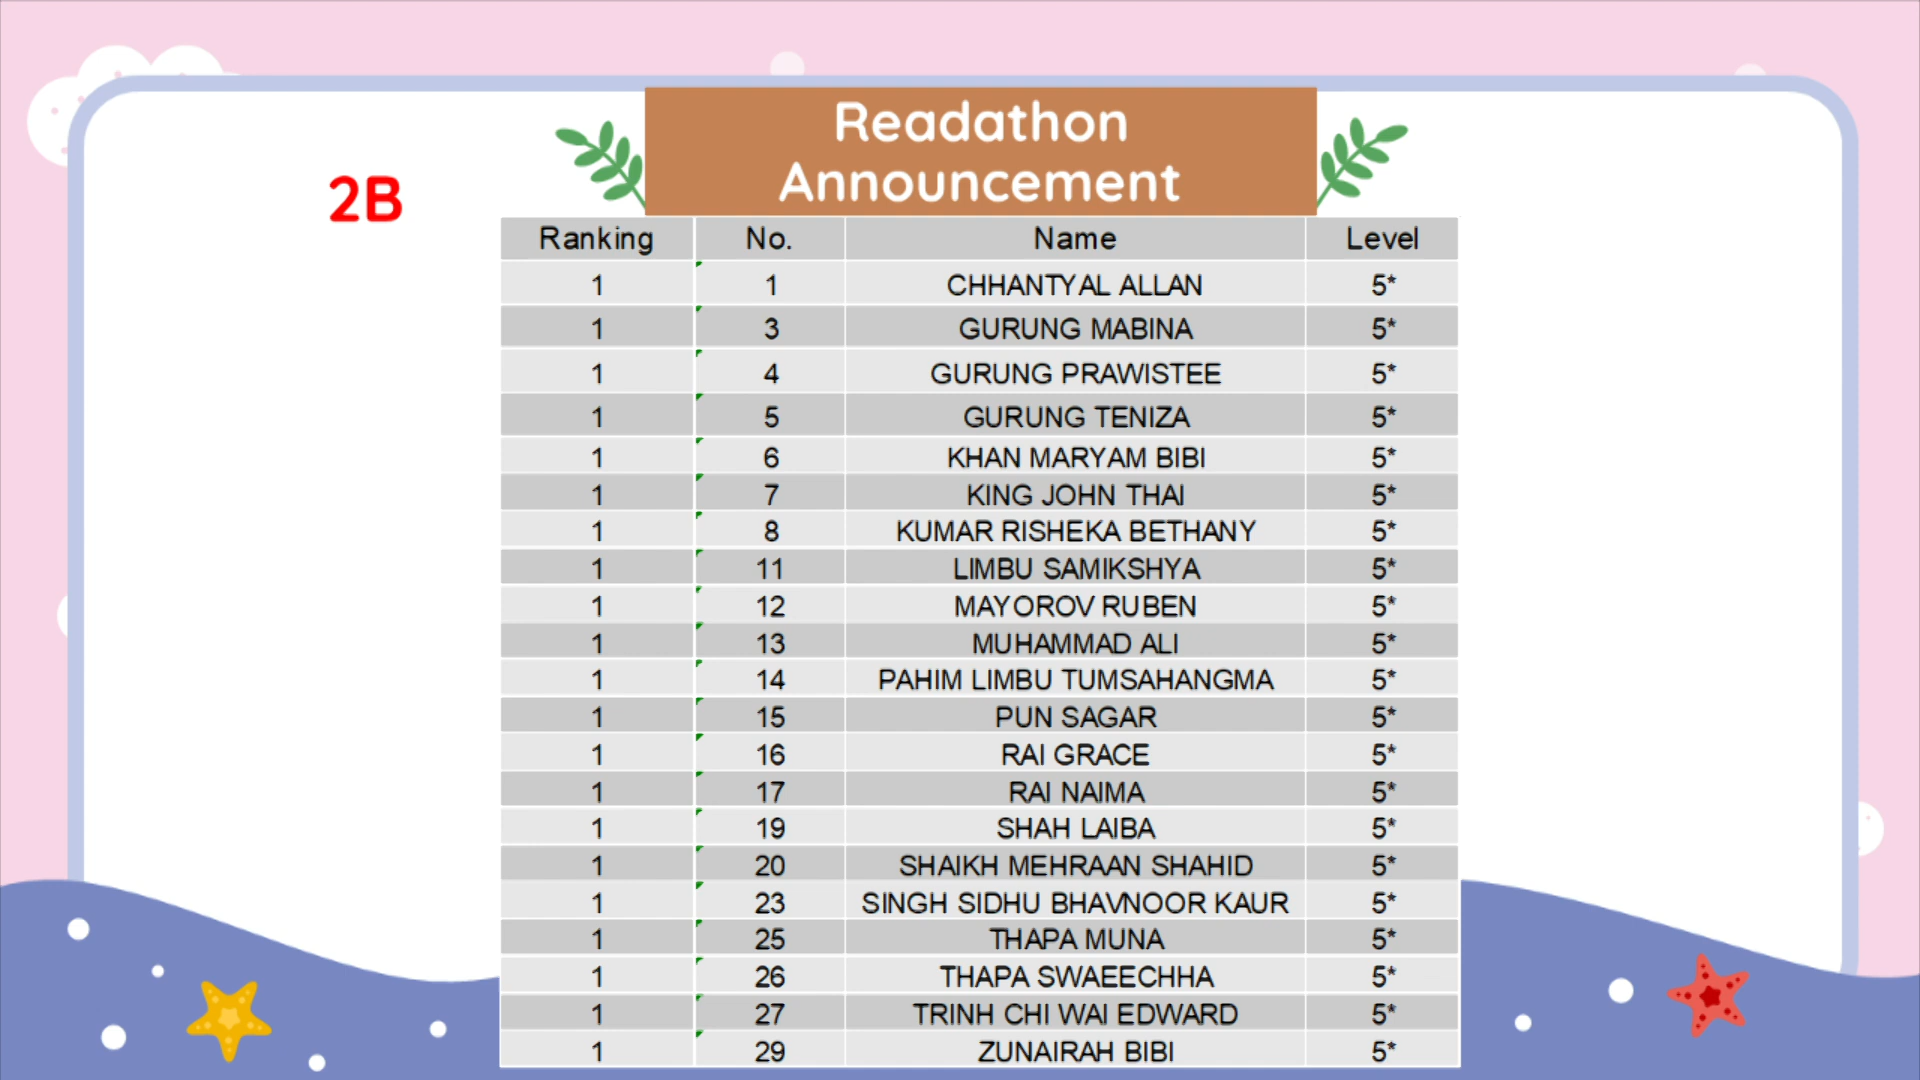 Readathon
Announcement
2B
Ranking No. Name Level
1 1 CHHANTYAL ALLAN 5*
1 3 GURUNG MABINA 5*
1 4 GURUNG PRAWISTEE 5*
1 5 GURUNG TENIZA 5*
1 6 KHAN MARYAM BIBI 5*
1 7 KING JOHN THAI 5*
1 8 KUMAR RISHEKA BETHANY 5*
1 11 LIMBU SAMIKSHYA 5*
1 12 MAYOROV RUBEN 5*
1 13 MUHAMMAD ALI 5*
1 14 PAHIM LIMBU TUMSAHANGMA 5*
1 15 PUN SAGAR 5*
1 16 RAI GRACE 5*
1 17 RAI NAIMA 5*
1 19 SHAH LAIBA 5*
1 20 SHAIKH MEHRAAN SHAHID 5*
1 23 SINGH SIDHU BHAVNOOR KAUR 5*
1 25 THAPA MUNA 5*
1 26 THAPA SWAEECHHA 5*
1 27 TRINH CHI WAI EDWARD 5*
1 29 ZUNAIRAH BIBI 5*